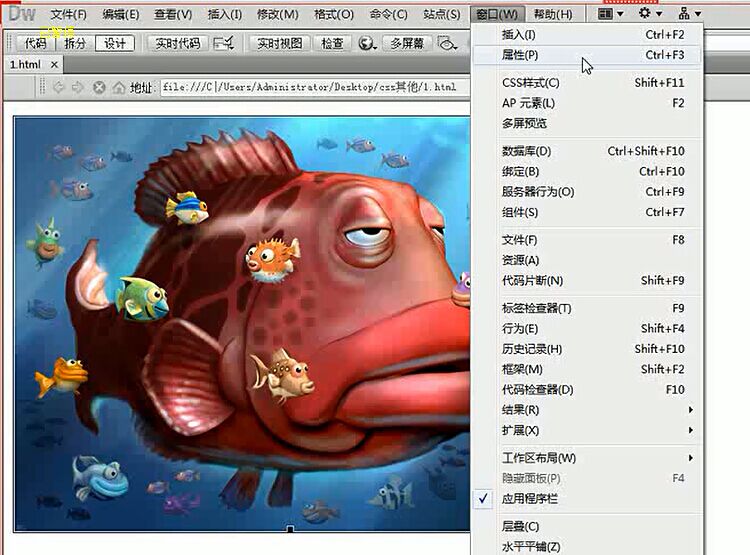 Dw 文件(F) 编辑(E) 查看(V) 插入(I) 修改(M) 格式(O) 命令(C) 站点(S) 窗口(W) 帮助(H)
代码 拆分 设计 实时代码 实时视图 检查 多屏幕
1.html ×
地址: file:///C|/Users/Administrator/Desktop/css其他/1.html
插入(I) Ctrl+F2
属性(P) Ctrl+F3
CSS样式(C) Shift+F11
AP 元素(L) F2
多屏预览
数据库(D) Ctrl+Shift+F10
绑定(B) Ctrl+F10
服务器行为(O) Ctrl+F9
组件(S) Ctrl+F7
文件(F) F8
资源(A)
代码片断(N) Shift+F9
标签检查器(T) F9
行为(E) Shift+F4
历史记录(H) Shift+F10
框架(M) Shift+F2
代码检查器(D) F10
结果(R)
扩展(X)
工作区布局(W)
隐藏面板(P) F4
应用程序栏
层叠(C)
水平平铺(Z)